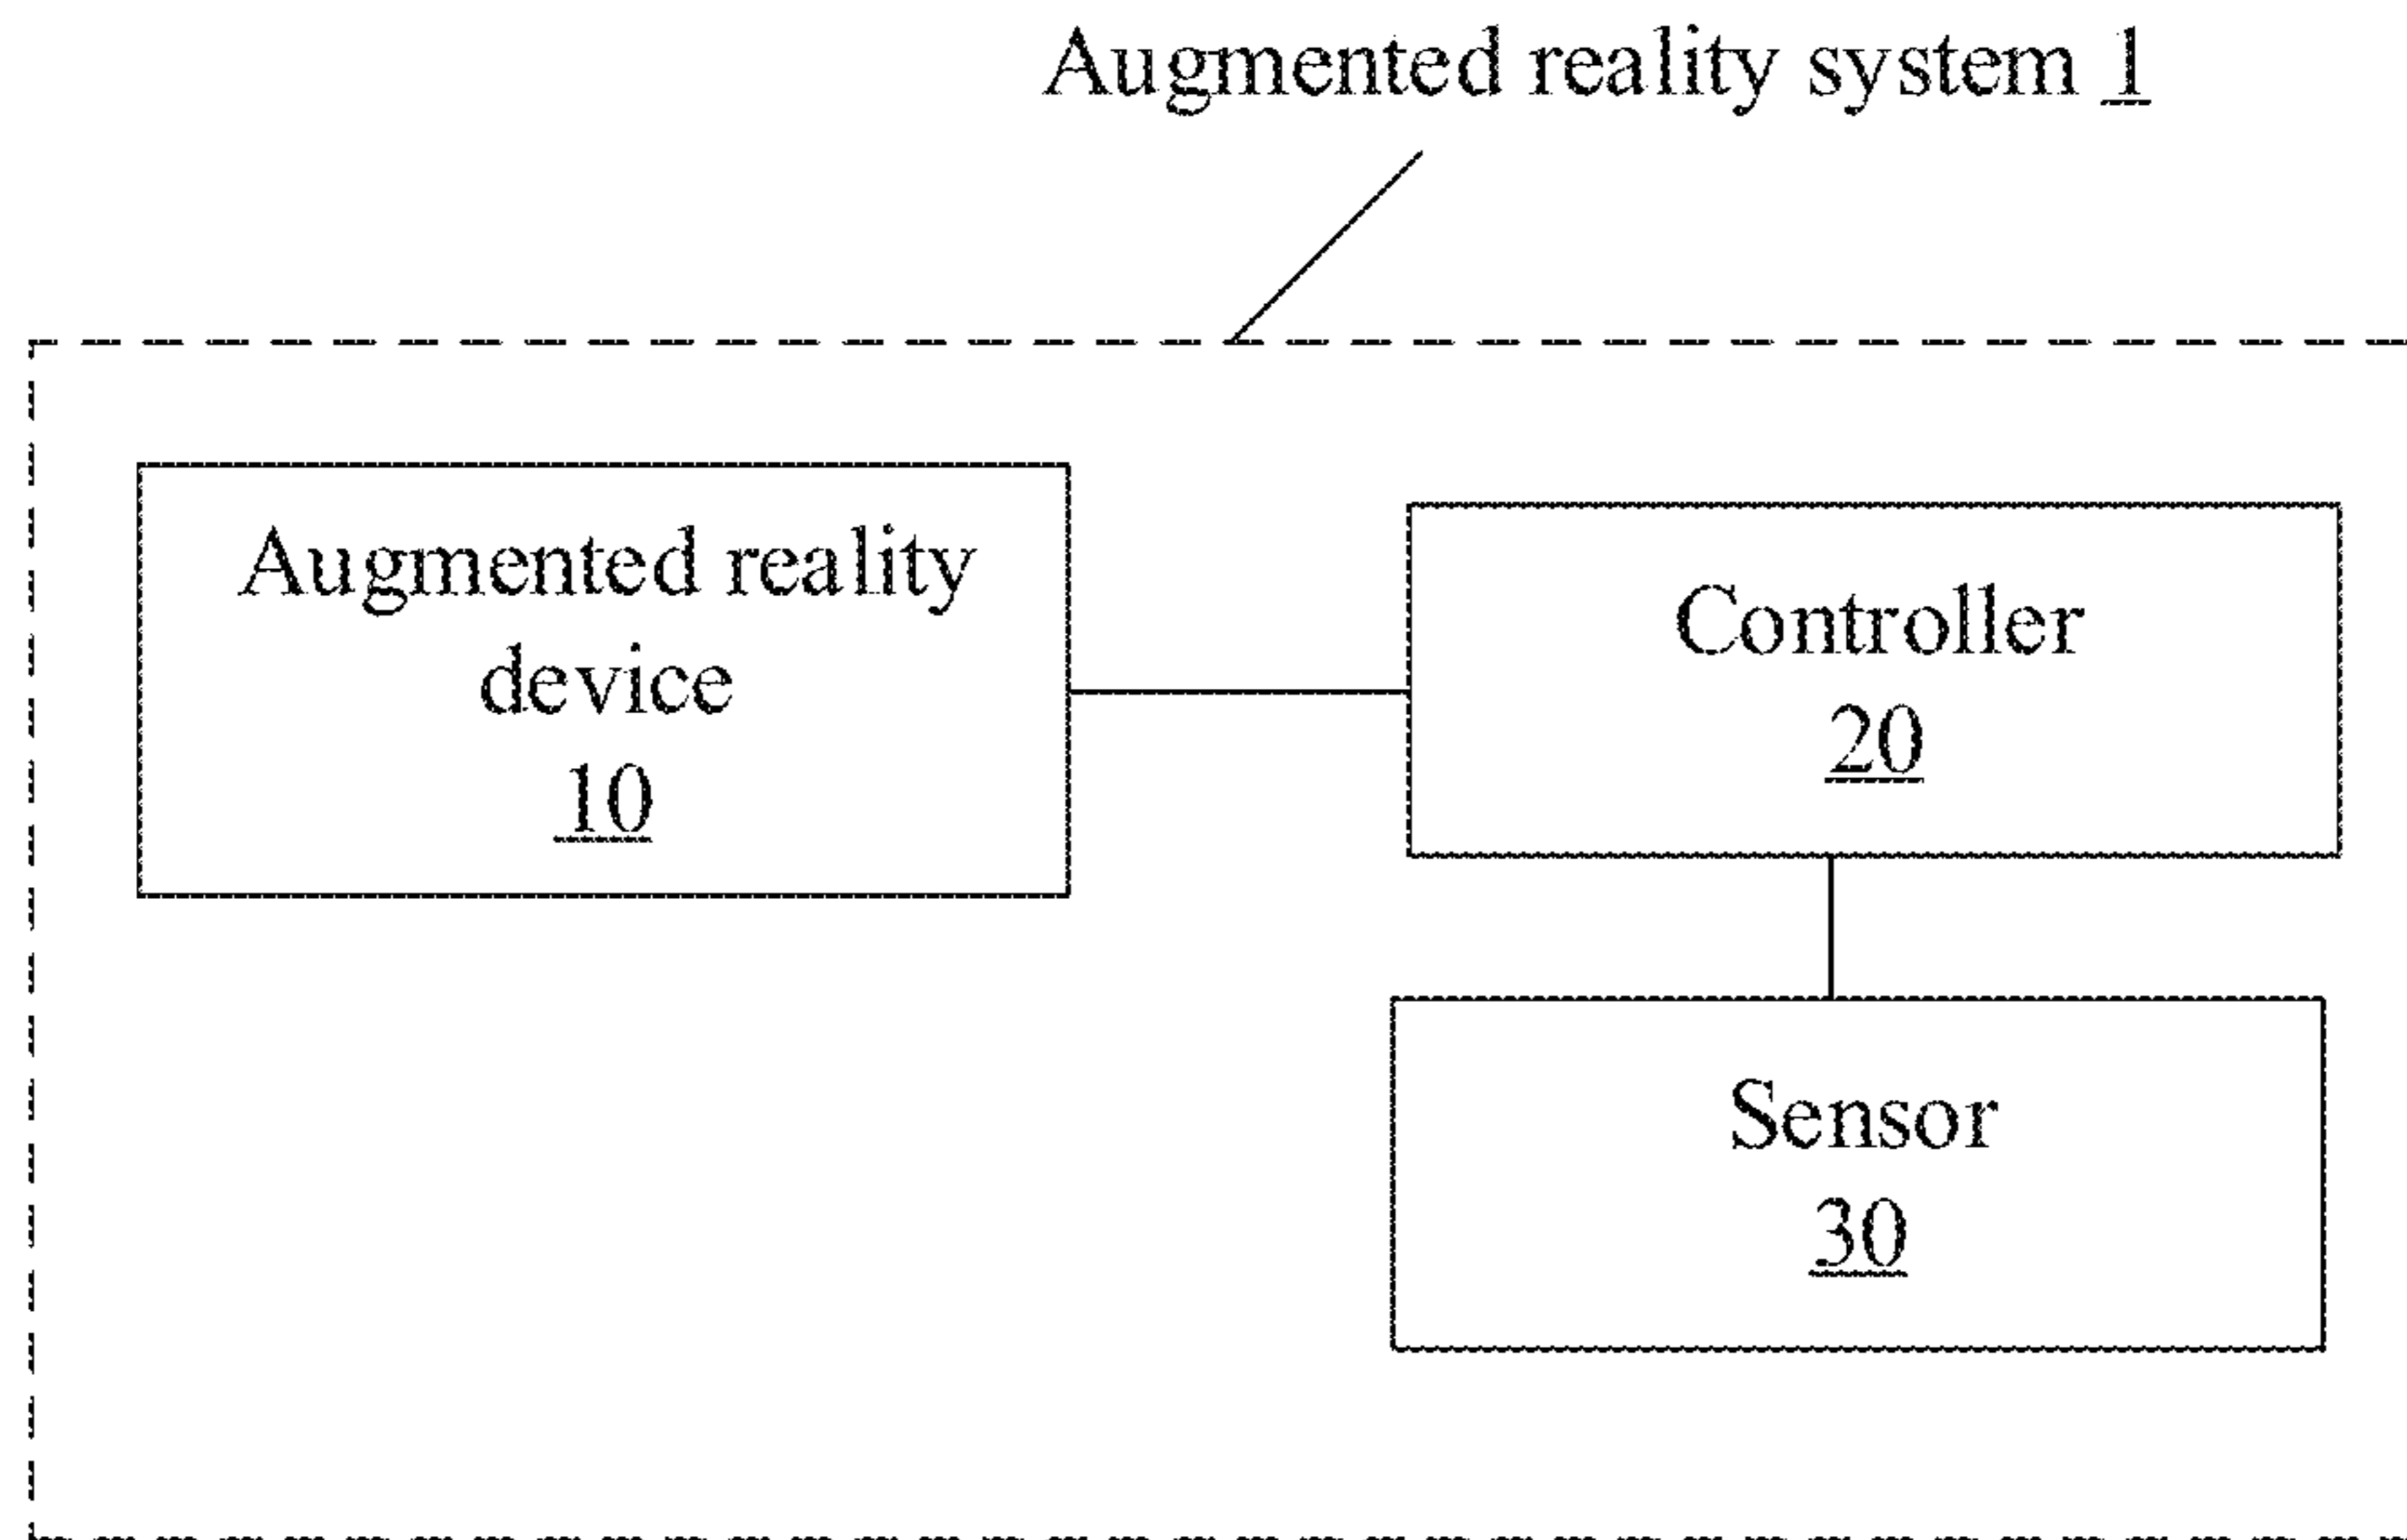 Augmented reality system 1
Augmented reality
device
10
Controller
20
Sensor
30